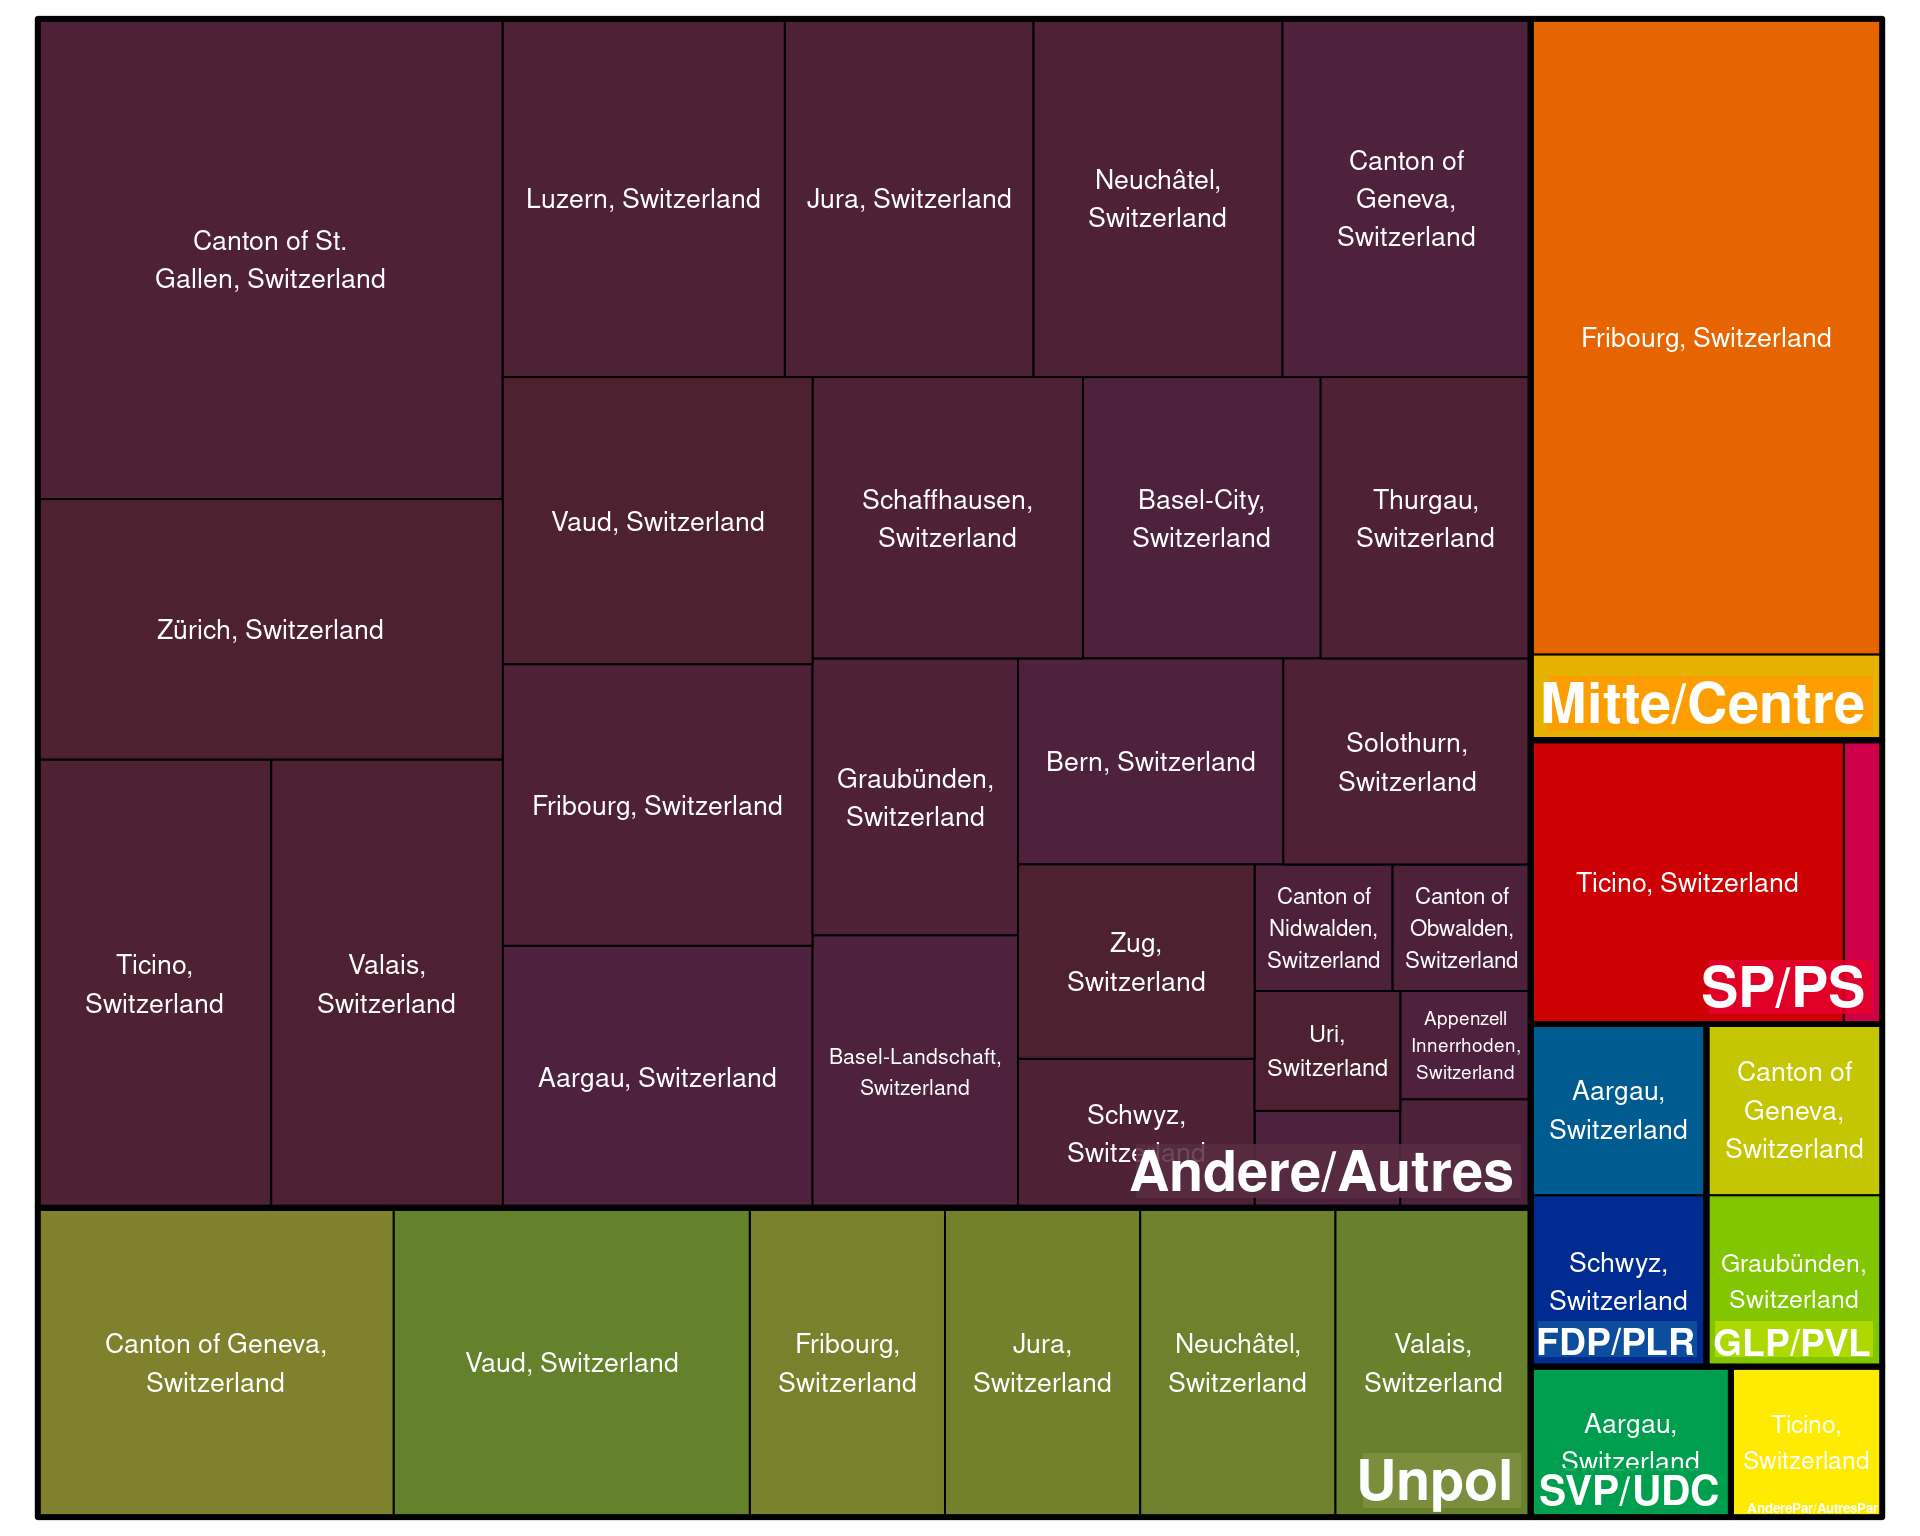 Canton of St.
Gallen, Switzerland
Luzern, Switzerland
Jura, Switzerland
Neuchâtel,
Switzerland
Canton of
Geneva,
Switzerland
Zürich, Switzerland
Vaud, Switzerland
Schaffhausen,
Switzerland
Basel-City,
Switzerland
Thurgau,
Switzerland
Ticino,
Switzerland
Valais,
Switzerland
Fribourg, Switzerland
Graubünden,
Switzerland
Bern, Switzerland
Solothurn,
Switzerland
Aargau, Switzerland
Basel-Landschaft,
Switzerland
Zug,
Switzerland
Canton of
Nidwalden,
Switzerland
Canton of
Obwalden,
Switzerland
Uri,
Switzerland
Appenzell
Innerrhoden,
Switzerland
Schwyz,
Switzerland
Andere/Autres
Canton of Geneva,
Switzerland
Vaud, Switzerland
Fribourg,
Switzerland
Jura,
Switzerland
Neuchâtel,
Switzerland
Valais,
Switzerland
Unpol
Fribourg, Switzerland
Mitte/Centre
Ticino, Switzerland
SP/PS
Aargau,
Switzerland
Schwyz,
Switzerland
FDP/PLR
Canton of
Geneva,
Switzerland
Graubünden,
Switzerland
GLP/PVL
Aargau,
Switzerland
SVP/UDC
Ticino,
Switzerland
AnderePar/AutresPar